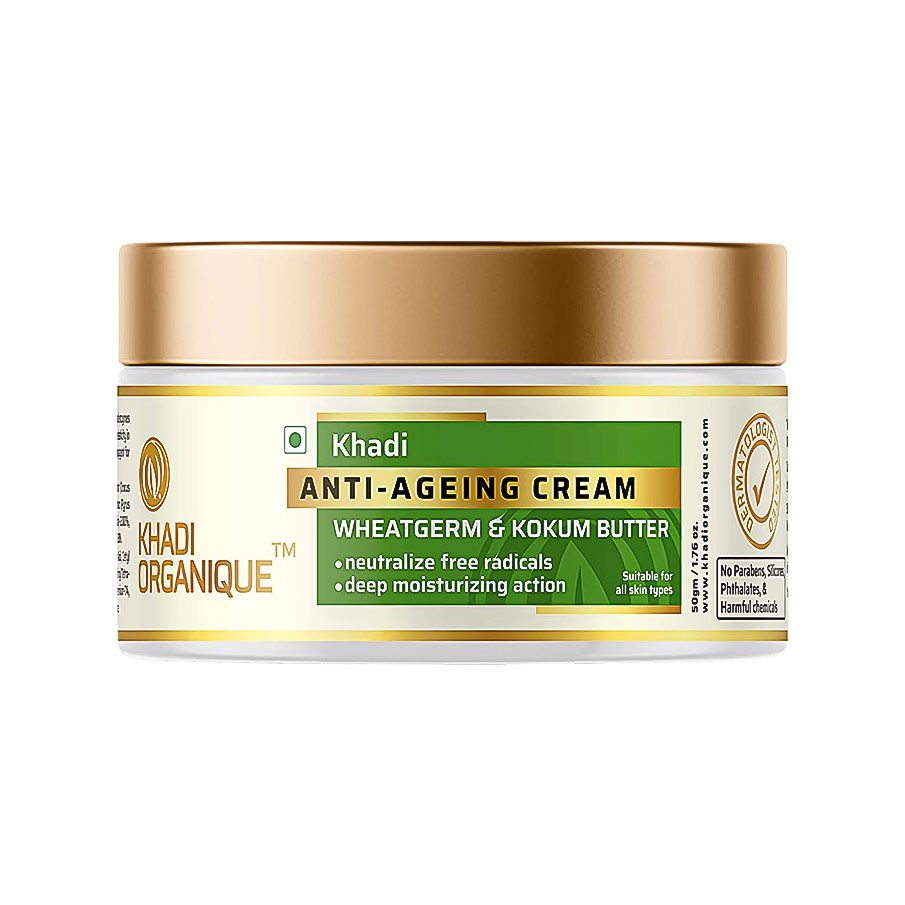 KHADI
ORGANIQUE™
Khadi
ANTI-AGEING CREAM
WHEATGERM & KOKUM BUTTER
•neutralize free radicals
•deep moisturizing action
Suitable for
all skin types
50gm / 1.76 oz.
www.khadiorganique.com
DERMATOLOGIST TESTED
No Parabens, Silicones,
Phthalates, &
Harmful chemicals